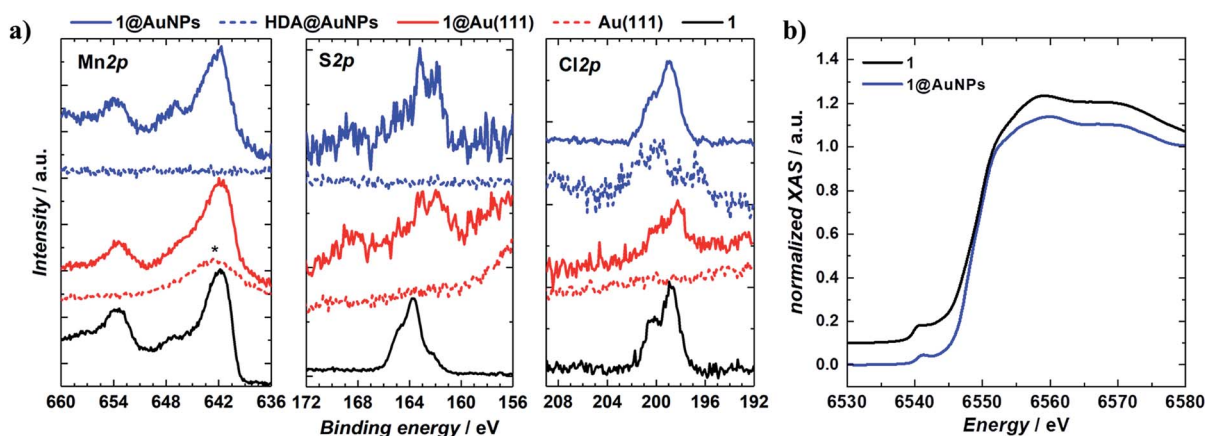 1@AuNPs HDA@AuNPs 1@Au(111) Au(111) 1
a)
Mn2p
S2p
Cl2p
*
Intensity / a.u.
660 654 648 642 636
172 168 164 160 156
208 204 200 196 192
Binding energy / eV
b)
1
1@AuNPs
normalized XAS / a.u.
1.4
1.2
1.0
0.8
0.6
0.4
0.2
0.0
6530 6540 6550 6560 6570 6580
Energy / eV